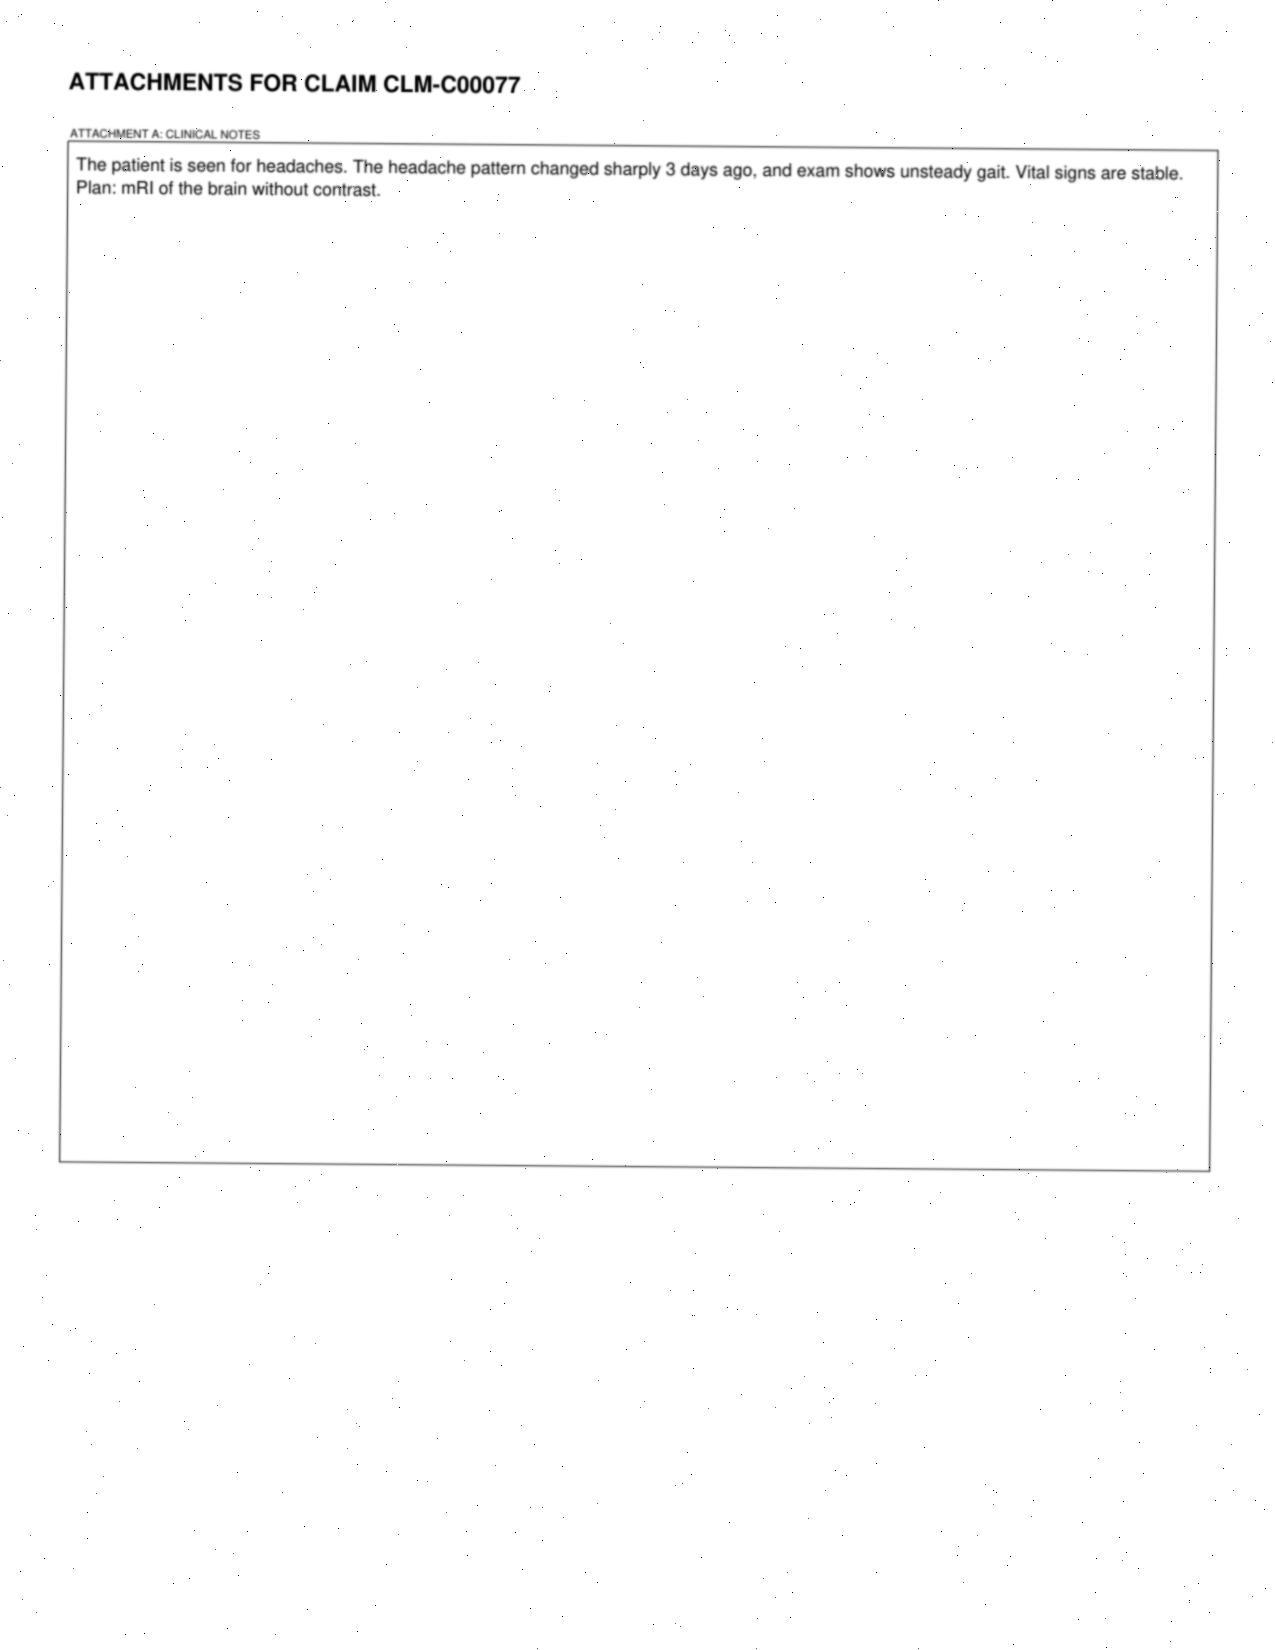 ATTACHMENTS FOR CLAIM CLM-C00077
ATTACHMENT A: CLINICAL NOTES
The patient is seen for headaches. The headache pattern changed sharply 3 days ago, and exam shows unsteady gait. Vital signs are stable.
Plan: mRI of the brain without contrast.